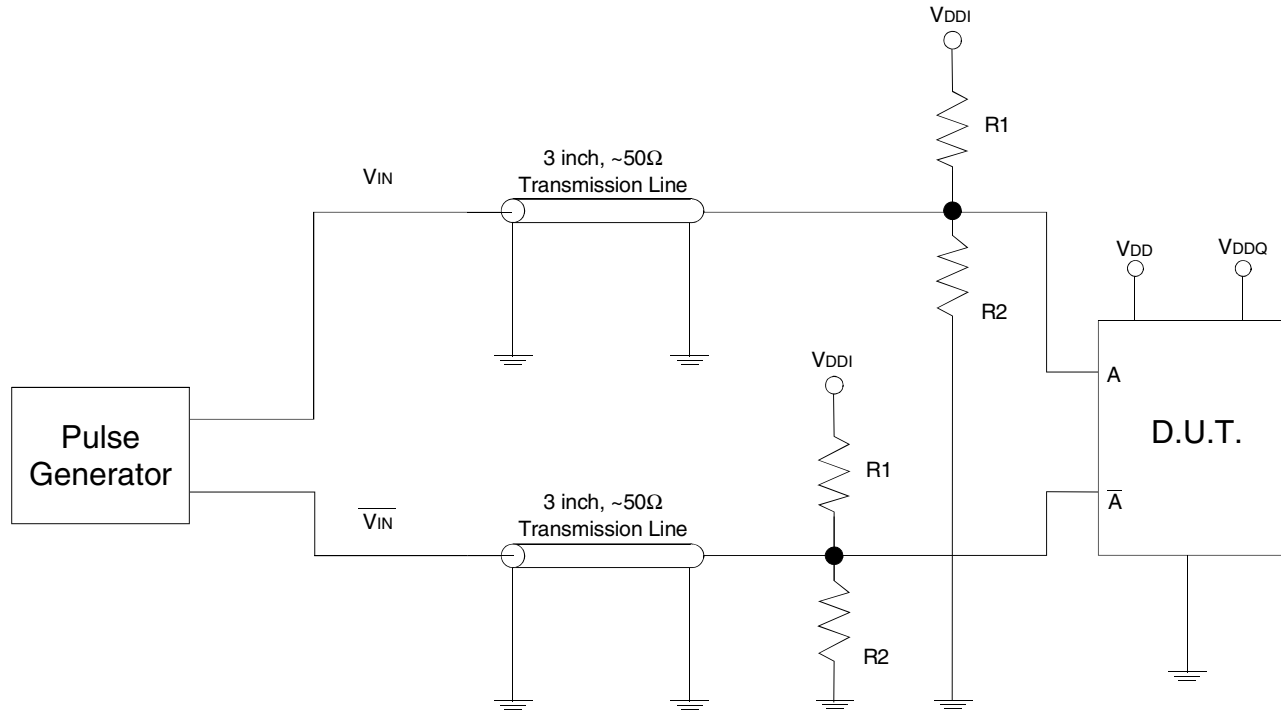 VDDI
R1
3 inch, ~50Ω
Transmission Line
VIN
VDD
VDDQ
R2
VDDI
A
D.U.T.
Pulse
Generator
R1
3 inch, ~50Ω
Transmission Line
V̅I̅N̅
A̅
R2